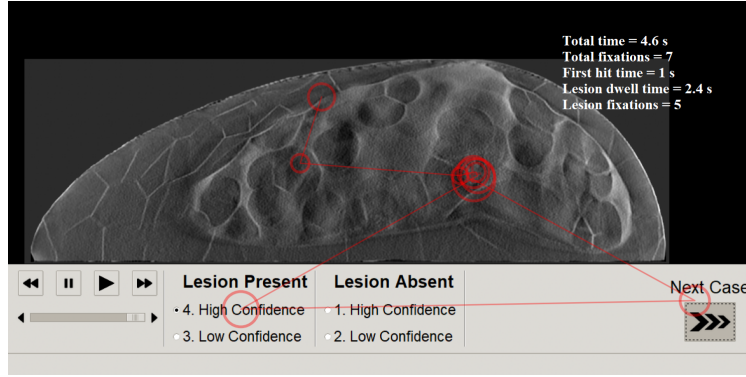 Total time = 4.6 s
Total fixations = 7
First hit time = 1 s
Lesion dwell time = 2.4 s
Lesion fixations = 5
Lesion Present
Lesion Absent
Next Case
4. High Confidence
1. High Confidence
3. Low Confidence
2. Low Confidence